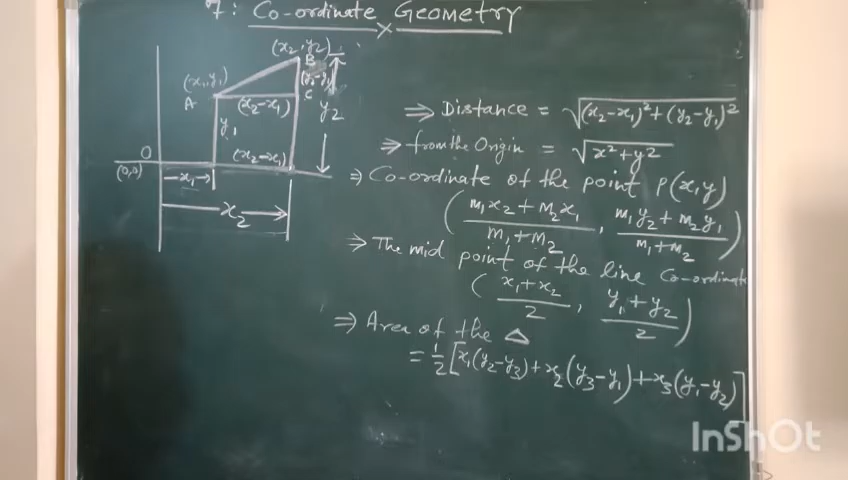 7: Co-ordinate Geometry
(x₂, y₂)
B
(x₁, y₁)
(y₂-y₁)
A
(x₂-x₁)
C
y₁
y₂
O
(x₂-x₁)
(0,0)
x₁
x₂
⇒ Distance = √(x₂-x₁)²+(y₂-y₁)²
⇒ from the Origin = √x²+y²
⇒ Co-ordinate of the point P(x,y)
(m₁x₂+m₂x₁/m₁+m₂, m₁y₂+m₂y₁/m₁+m₂)
⇒ The mid point of the line Co-ordinate
(x₁+x₂/2, y₁+y₂/2)
⇒ Area of the △
= 1/2[x₁(y₂-y₃)+x₂(y₃-y₁)+x₃(y₁-y₂)]
InShOt